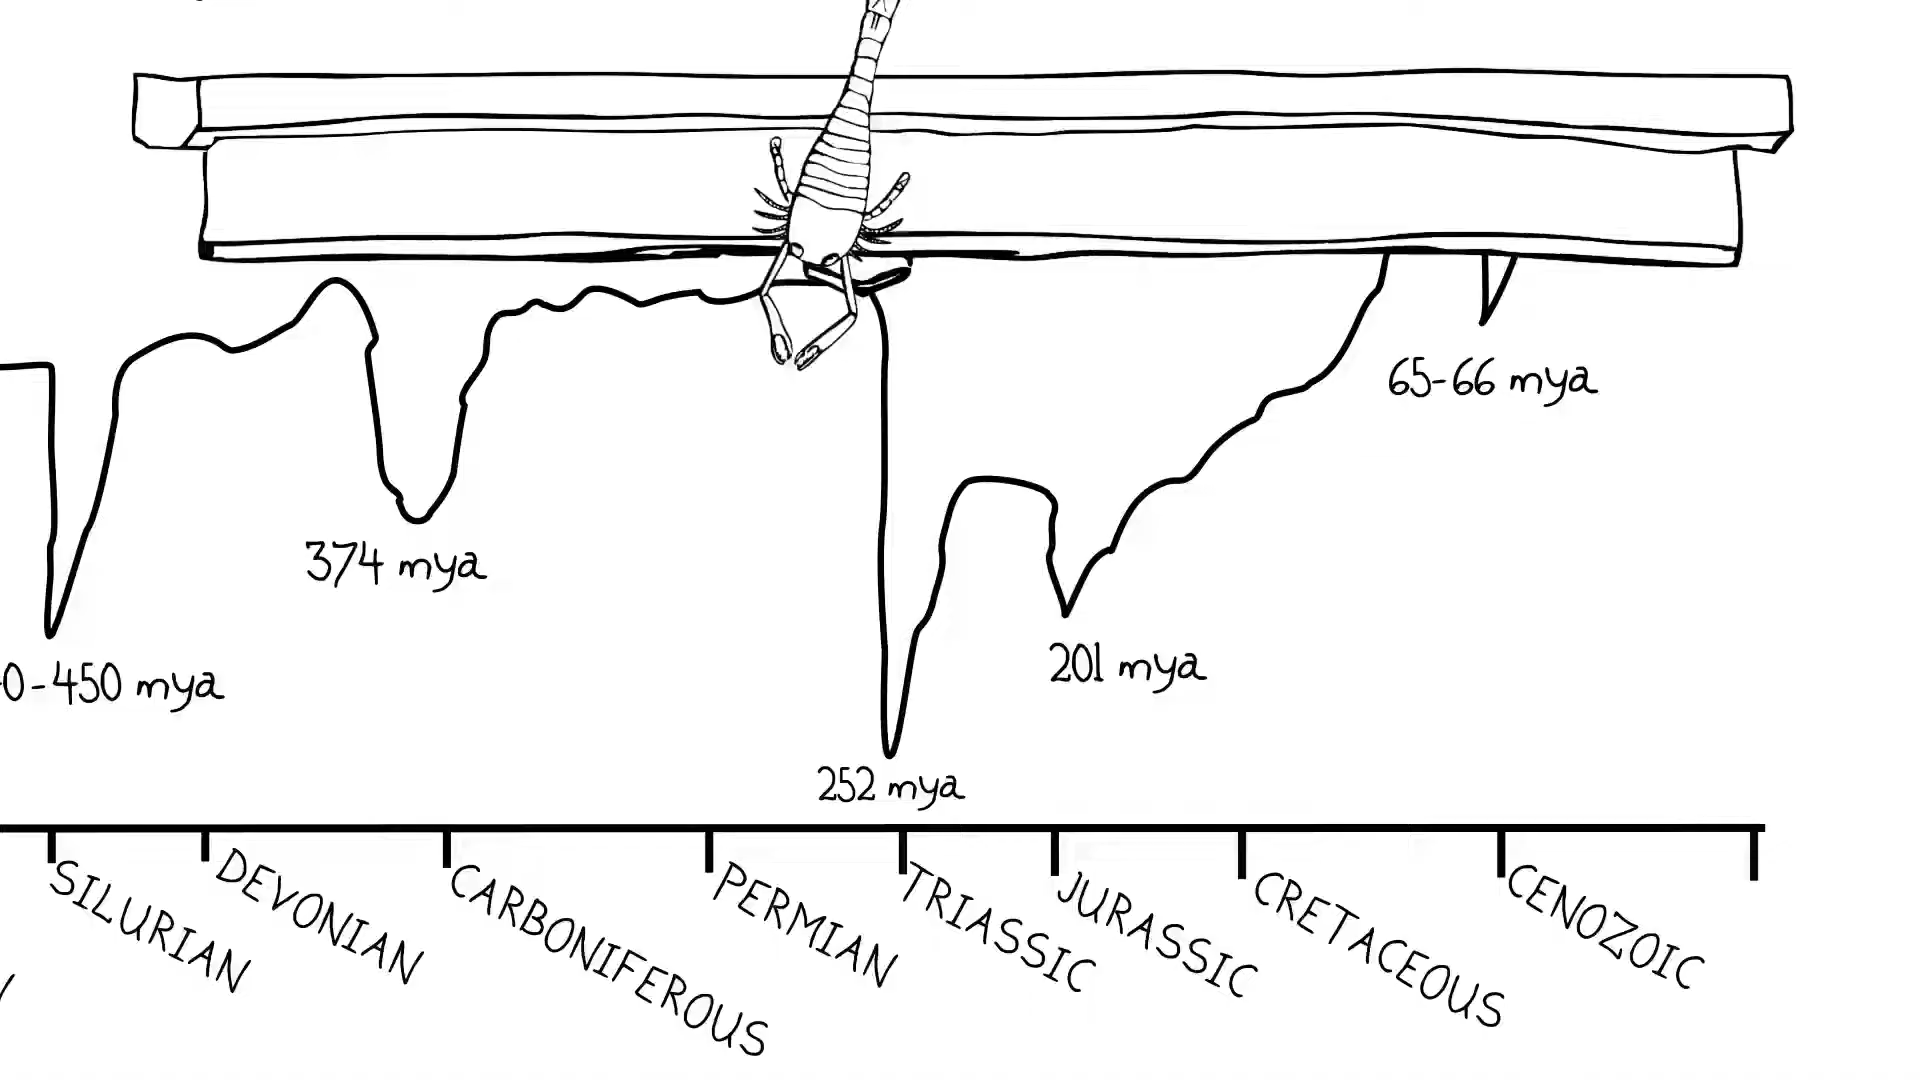 65-66 mya
374 mya
201 mya
0-450 mya
252 mya
SILURIAN
DEVONIAN
CARBONIFEROUS
PERMIAN
TRIASSIC
JURASSIC
CRETACEOUS
CENOZOIC